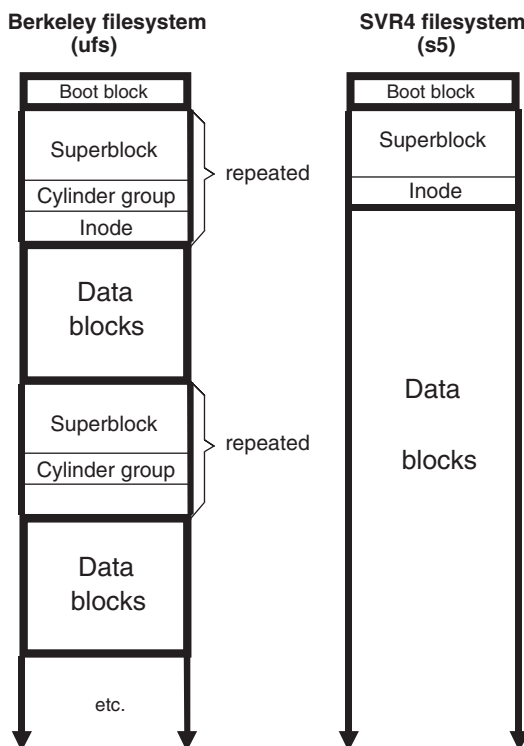 Berkeley filesystem
(ufs)
Boot block
Superblock
Cylinder group
Inode
repeated
Data
blocks
Superblock
Cylinder group
repeated
Data
blocks
etc.
SVR4 filesystem
(s5)
Boot block
Superblock
Inode
Data
blocks